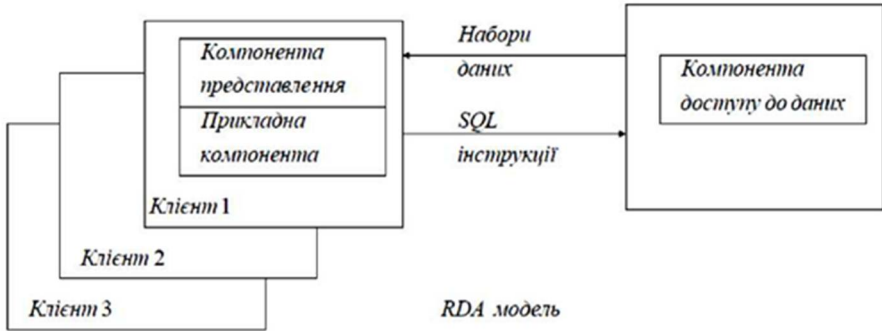 Компонента
представлення
Прикладна
компонента
Клієнт 1
Клієнт 2
Клієнт 3
Набори
даних
SQL
інструкції
Компонента
доступу до даних
RDA модель